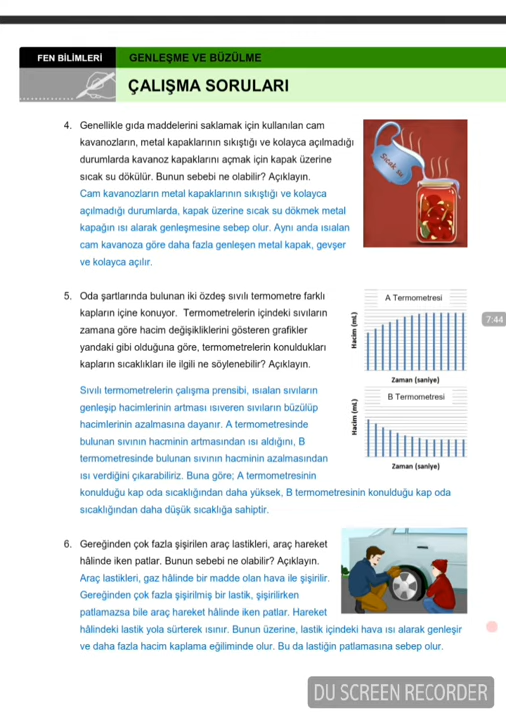 FEN BİLİMLERİ
GENLEŞME VE BÜZÜLME
ÇALIŞMA SORULARI
4. Genellikle gıda maddelerini saklamak için kullanılan cam
kavanozların, metal kapaklarının sıkıştığı ve kolayca açılmadığı
durumlarda kavanoz kapaklarını açmak için kapak üzerine
sıcak su dökülür. Bunun sebebi ne olabilir? Açıklayın.
Cam kavanozların metal kapaklarının sıkıştığı ve kolayca
açılmadığı durumlarda, kapak üzerine sıcak su dökmek metal
kapağın ısı alarak genleşmesine sebep olur. Aynı anda ısıalan
cam kavanoza göre daha fazla genleşen metal kapak, gevşer
ve kolayca açılır.
Sıcak su
5. Oda şartlarında bulunan iki özdeş sıvılı termometre farklı
kapların içine konuyor. Termometrelerin içindeki sıvıların
zamana göre hacim değişikliklerini gösteren grafikler
yandaki gibi olduğuna göre, termometrelerin konuldukları
kapların sıcaklıkları ile ilgili ne söylenebilir? Açıklayın.
A Termometresi
Hacim (mL)
Zaman (saniye)
B Termometresi
Hacim (mL)
Zaman (saniye)
7:44
Sıvılı termometrelerin çalışma prensibi, ısıalan sıvıların
genleşip hacimlerinin artması ısıveren sıvıların büzülüp
hacimlerinin azalmasına dayanır. A termometresinde
bulunan sıvının hacminin artmasından ısı aldığını, B
termometresinde bulunan sıvının hacminin azalmasından
ısı verdiğini çıkarabiliriz. Buna göre; A termometresinin
konulduğu kap oda sıcaklığından daha yüksek, B termometresinin konulduğu kap oda
sıcaklığından daha düşük sıcaklığa sahiptir.
6. Gereğinden çok fazla şişirilen araç lastikleri, araç hareket
hâlinde iken patlar. Bunun sebebi ne olabilir? Açıklayın.
Araç lastikleri, gaz hâlinde bir madde olan hava ile şişirilir.
Gereğinden çok fazla şişirilmiş bir lastik, şişirilirken
patlamazsa bile araç hareket hâlinde iken patlar. Hareket
hâlindeki lastik yola sürterek ısınır. Bunun üzerine, lastik içindeki hava ısı alarak genleşir
ve daha fazla hacim kaplama eğiliminde olur. Bu da lastiğin patlamasına sebep olur.
DU SCREEN RECORDER